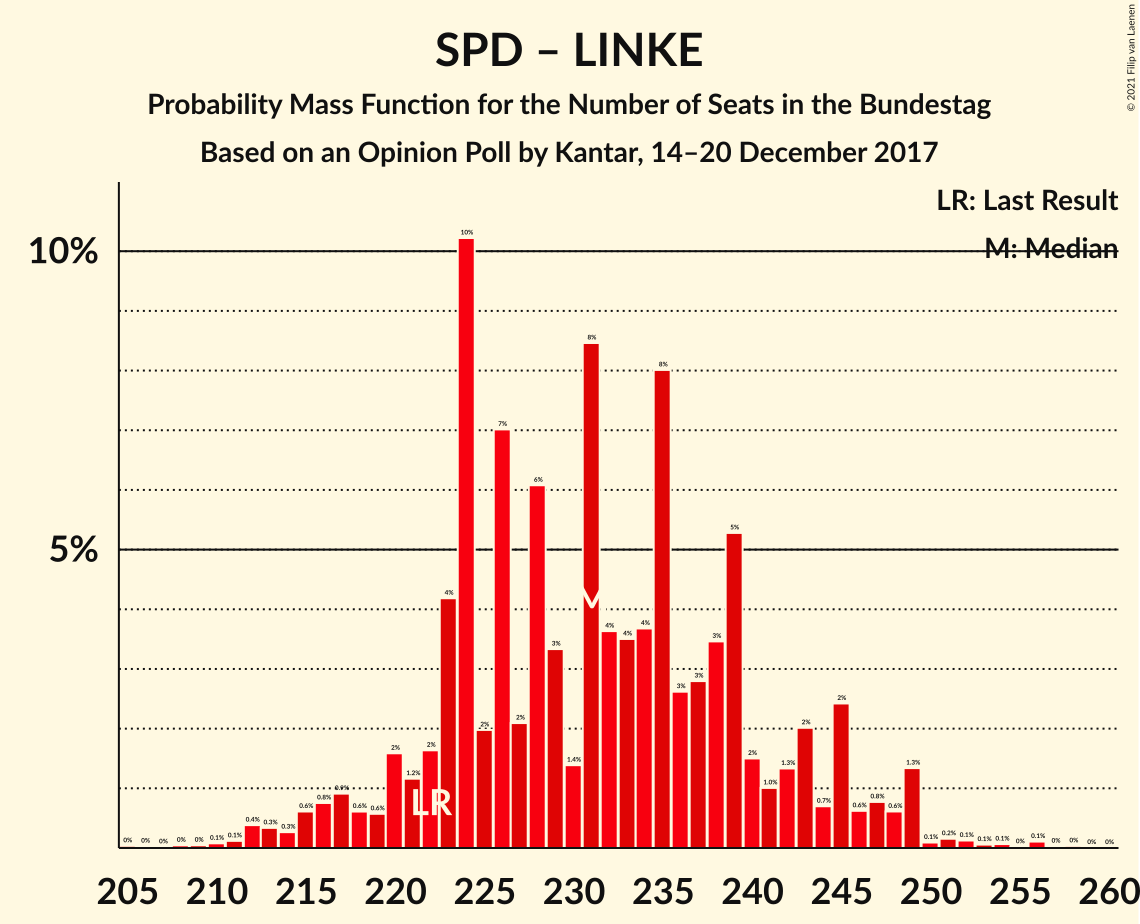 SPD – LINKE
Probability Mass Function for the Number of Seats in the Bundestag
Based on an Opinion Poll by Kantar, 14–20 December 2017
© 2021 Filip van Laenen
LR: Last Result
M: Median
10%
5%
0% 0% 0% 0% 0% 0.1% 0.1% 0.4% 0.3% 0.3% 0.6% 0.8% 0.9% 0.6% 0.6% 2% 1.2% 2% 4% 10% 2% 7% 2% 6% 3% 1.4% 8% 4% 4% 4% 8% 3% 3% 3% 5% 2% 1.0% 1.3% 2% 0.7% 2% 0.6% 0.8% 0.6% 1.3% 0.1% 0.2% 0.1% 0.1% 0.1% 0% 0.1% 0% 0% 0% 0%
LR
M
205 210 215 220 225 230 235 240 245 250 255 260